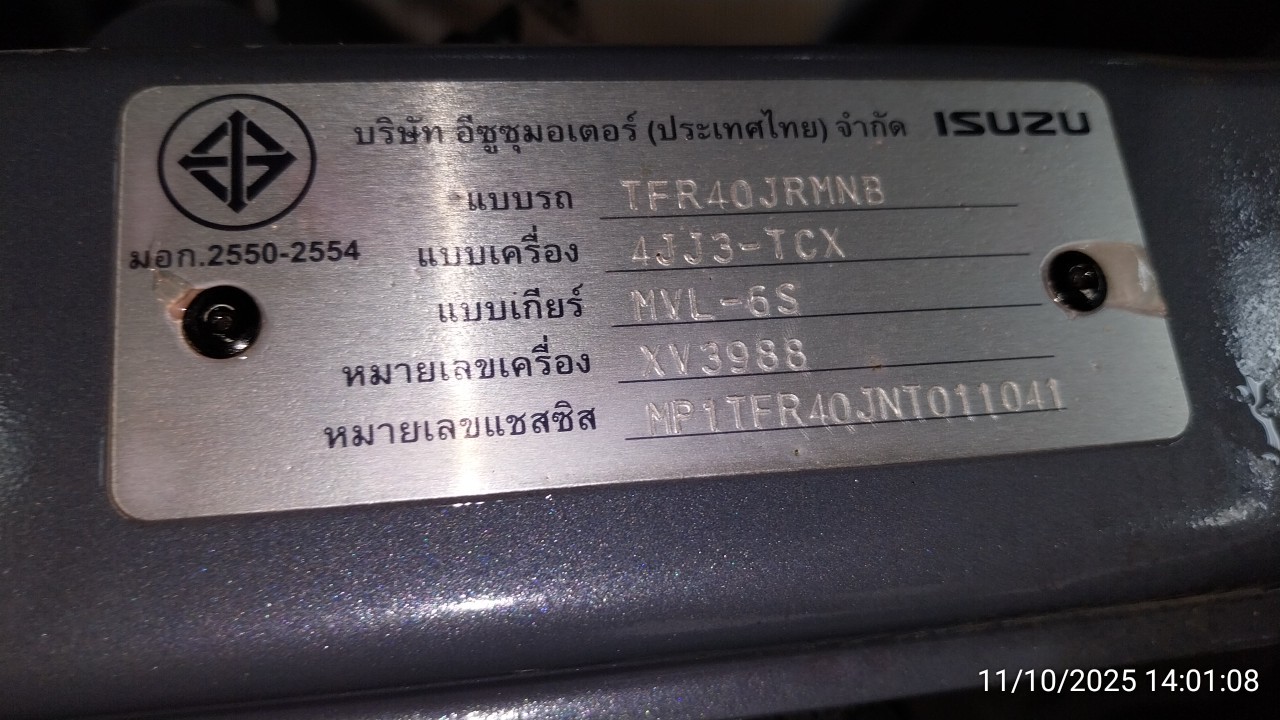 บริษัท อีซูซุมอเตอร์ (ประเทศไทย) จำกัด ISUZU
แบบรถ TFR40JRMNB
มอก.2550-2554
แบบเครื่อง 4JJ3-TCX
แบบเกียร์ MVL-6S
หมายเลขเครื่อง XV3988
หมายเลขแชสซิส MP1TFR40JNT011041
11/10/2025 14:01:08